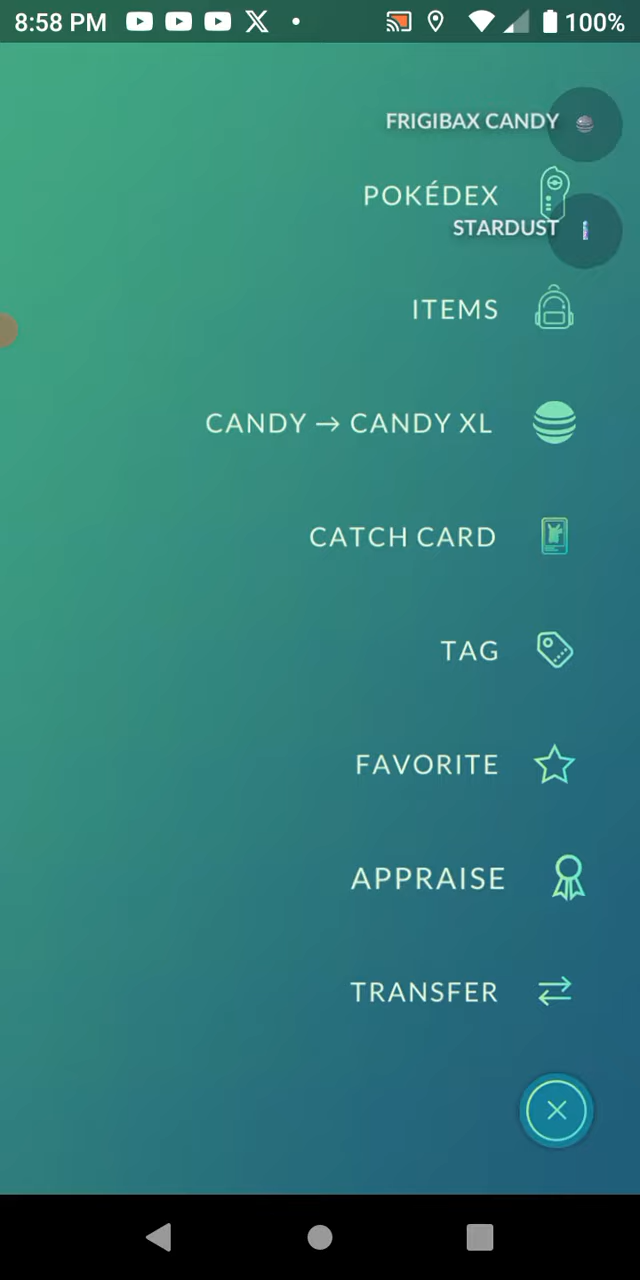 8:58 PM
100%
FRIGIBAX CANDY
POKÉDEX
STARDUST
ITEMS
CANDY → CANDY XL
CATCH CARD
TAG
FAVORITE
APPRAISE
TRANSFER